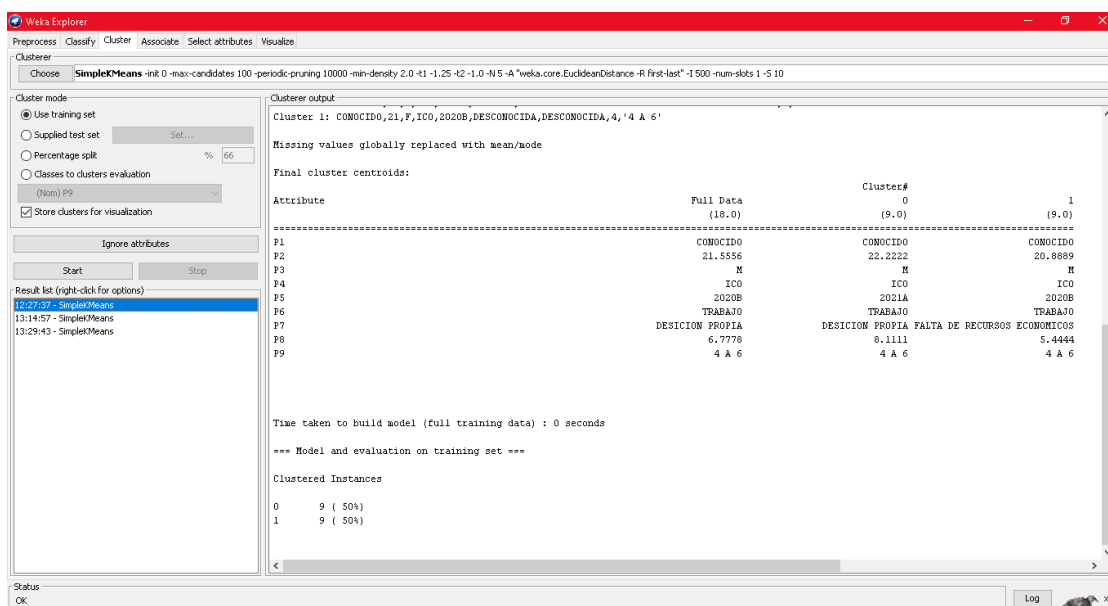 Weka Explorer
Preprocess Classify Cluster Associate Select attributes Visualize
Clusterer
Choose SimpleKMeans -init 0 -max-candidates 100 -periodic-pruning 10000 -min-density 2.0 -t1 -1.25 -t2 -1.0 -N 5 -A "weka.core.EuclideanDistance -R first-last" -I 500 -num-slots 1 -S 10
Cluster mode
Use training set
Supplied test set Set...
Percentage split % 66
Classes to clusters evaluation
(Nom) P9
Store clusters for visualization
Ignore attributes
Start Stop
Result list (right-click for options)
12:27:37 - SimpleKMeans
13:14:57 - SimpleKMeans
13:29:43 - SimpleKMeans
Clusterer output
Cluster 1: CONOCIDO,21,F,ICO,2020B,DESCONOCIDA,DESCONOCIDA,4,'4 A 6'
Missing values globally replaced with mean/mode
Final cluster centroids:
Cluster#
Attribute Full Data 0 1
(18.0) (9.0) (9.0)
==========================================================================================
P1 CONOCIDO CONOCIDO CONOCIDO
P2 21.5556 22.2222 20.8889
P3 M M M
P4 ICO ICO ICO
P5 2020B 2021A 2020B
P6 TRABAJO TRABAJO TRABAJO
P7 DESICION PROPIA DESICION PROPIA FALTA DE RECURSOS ECONOMICOS
P8 6.7778 8.1111 5.4444
P9 4 A 6 4 A 6 4 A 6
Time taken to build model (full training data) : 0 seconds
=== Model and evaluation on training set ===
Clustered Instances
0 9 ( 50%)
1 9 ( 50%)
Status
OK
Log
x